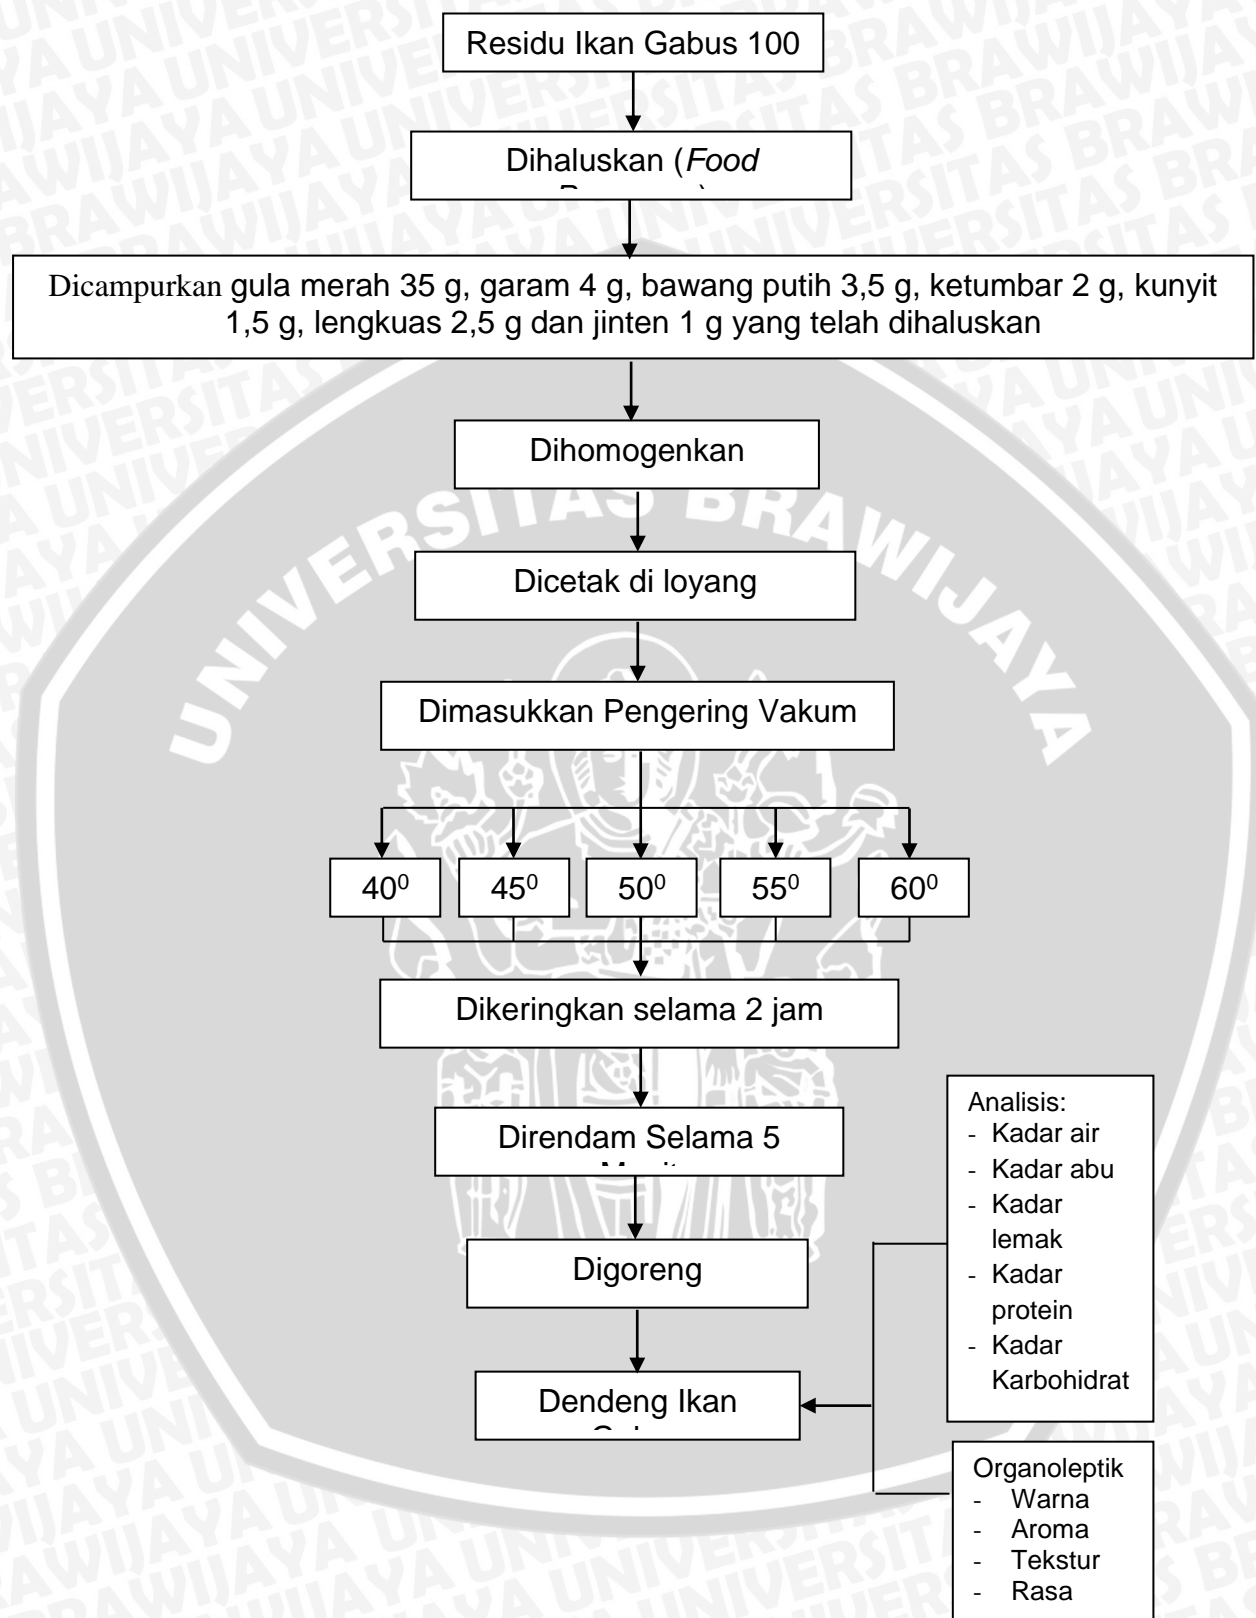 Residu Ikan Gabus 100
Dihaluskan (Food
Dicampurkan gula merah 35 g, garam 4 g, bawang putih 3,5 g, ketumbar 2 g, kunyit
1,5 g, lengkuas 2,5 g dan jinten 1 g yang telah dihaluskan
Dihomogenkan
UNIVERSITAS BRAWIJAYA
Dicetak di loyang
Dimasukkan Pengering Vakum
40⁰ 45⁰ 50⁰ 55⁰ 60⁰
Dikeringkan selama 2 jam
Direndam Selama 5
Digoreng
Dendeng Ikan
Analisis:
- Kadar air
- Kadar abu
- Kadar
lemak
- Kadar
protein
- Kadar
Karbohidrat
Organoleptik
- Warna
- Aroma
- Tekstur
- Rasa